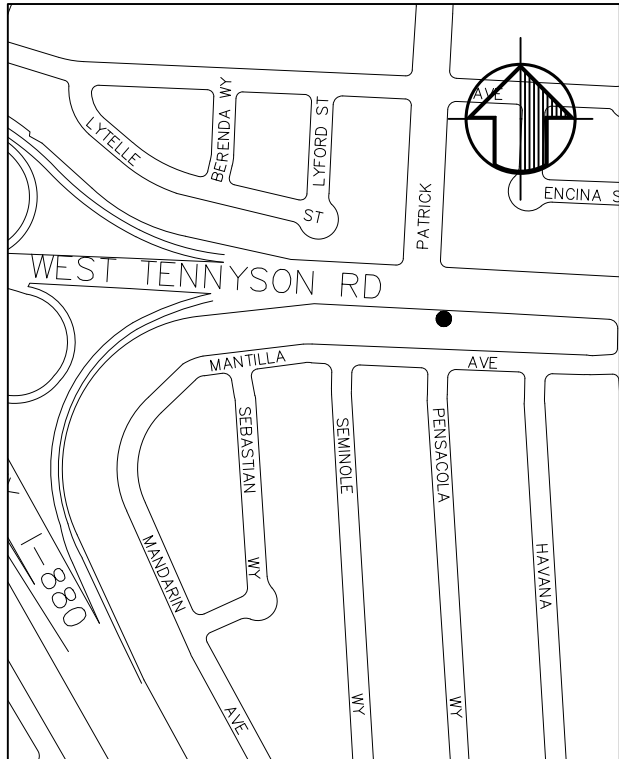 AVE
BERENDA WY
LYFORD ST
LYTELLE
ST
PATRICK
ENCINA S
WEST TENNYSON RD
MANTILLA
AVE
SEBASTIAN
WY
SEMINOLE
WY
PENSACOLA
WY
HAVANA
I-880
MANDARIN
AVE